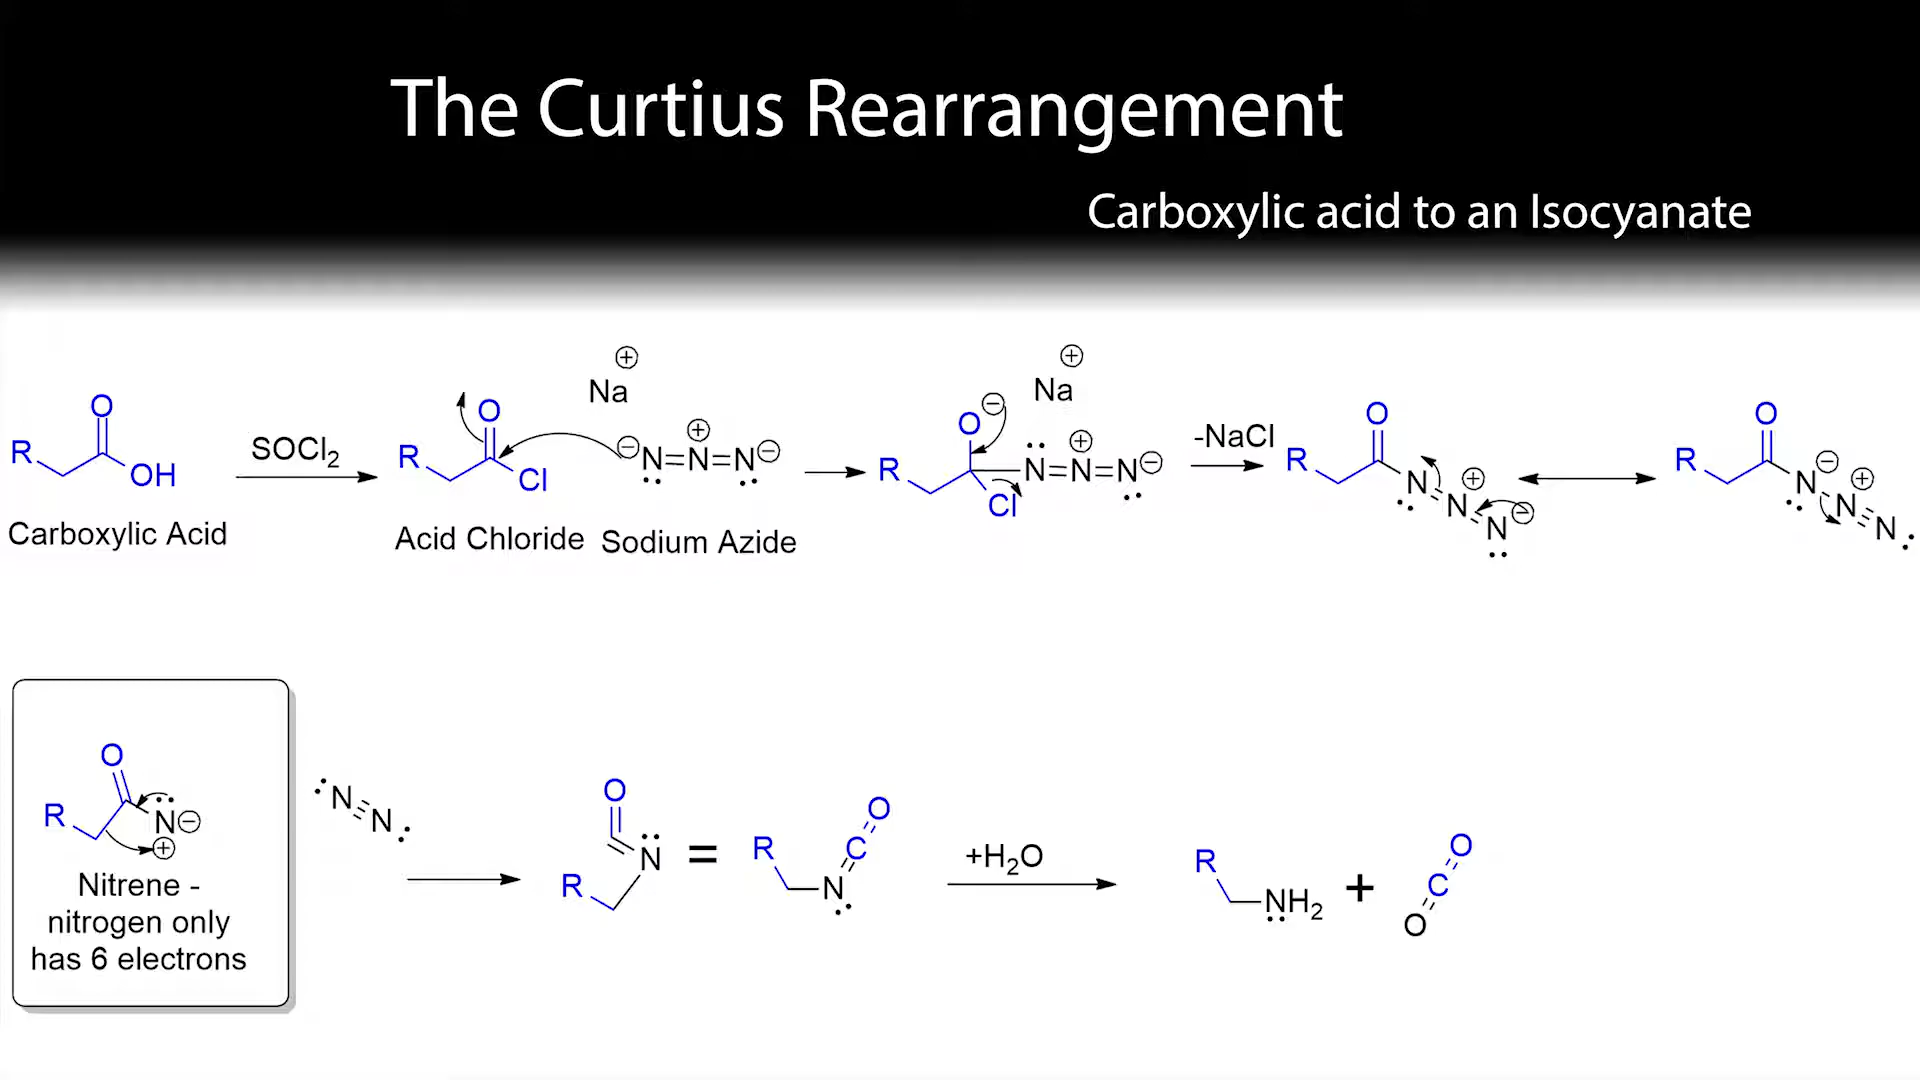 The Curtius Rearrangement
Carboxylic acid to an Isocyanate
R O OH
Carboxylic Acid
SOCl₂
R O Cl
Acid Chloride
Na⊕
⊖N=N⊕=N⊖
Sodium Azide
R O⊖ Cl N=N⊕=N⊖
Na⊕
-NaCl
R O N N⊕ N⊖
R O N⊖ N⊕ N
R O N⊖ ⊕
Nitrene -
nitrogen only
has 6 electrons
:N≡N:
R O N
=
R N C O
+H₂O
R NH₂
+
O C O